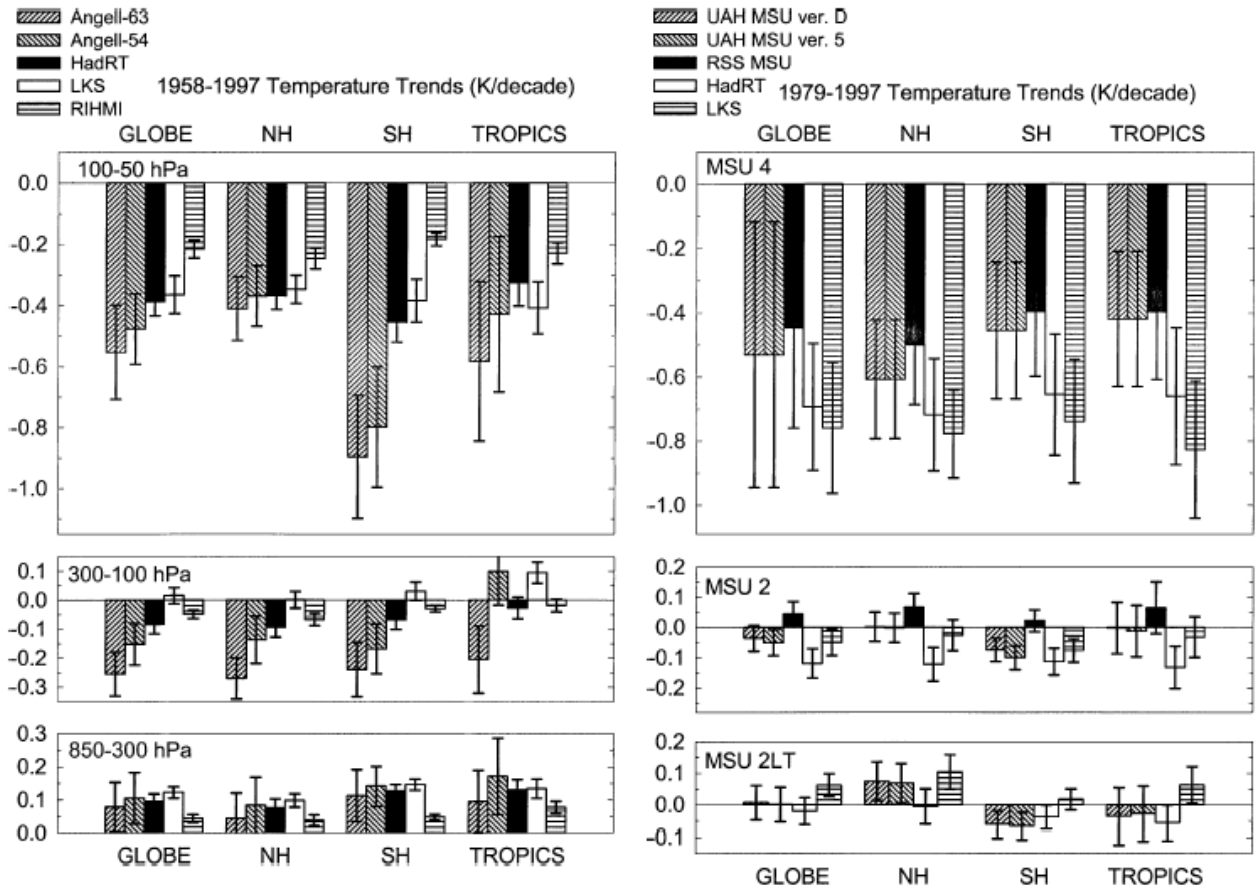 Angell-63
Angell-54
HadRT
LKS
RIHMI
1958-1997 Temperature Trends (K/decade)
GLOBE NH SH TROPICS
100-50 hPa
0.0
-0.2
-0.4
-0.6
-0.8
-1.0
300-100 hPa
0.1
0.0
-0.1
-0.2
-0.3
850-300 hPa
0.3
0.2
0.1
0.0
GLOBE NH SH TROPICS
UAH MSU ver. D
UAH MSU ver. 5
RSS MSU
HadRT
LKS
1979-1997 Temperature Trends (K/decade)
GLOBE NH SH TROPICS
MSU 4
0.0
-0.2
-0.4
-0.6
-0.8
-1.0
MSU 2
0.2
0.1
0.0
-0.1
-0.2
MSU 2LT
0.2
0.1
0.0
-0.1
GLOBE NH SH TROPICS